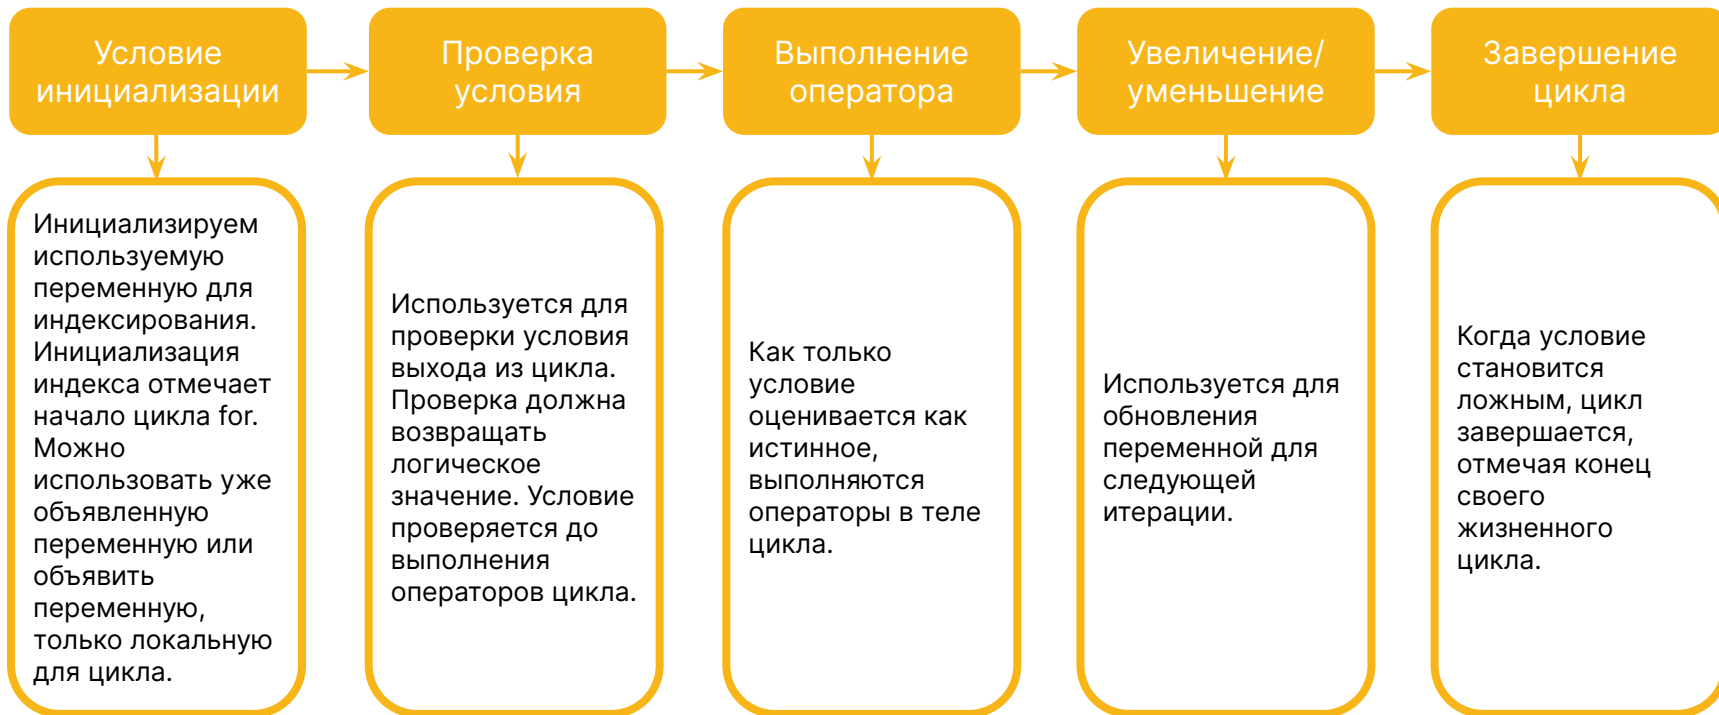 Условие
инициализации
Проверка
условия
Выполнение
оператора
Увеличение/
уменьшение
Завершение
цикла
Инициализируем
используемую
переменную для
индексирования.
Инициализация
индекса отмечает
начало цикла for.
Можно
использовать уже
объявленную
переменную или
объявить
переменную,
только локальную
для цикла.
Используется для
проверки условия
выхода из цикла.
Проверка должна
возвращать
логическое
значение. Условие
проверяется до
выполнения
операторов цикла.
Как только
условие
оценивается как
истинное,
выполняются
операторы в теле
цикла.
Используется для
обновления
переменной для
следующей
итерации.
Когда условие
становится
ложным, цикл
завершается,
отмечая конец
своего
жизненного
цикла.